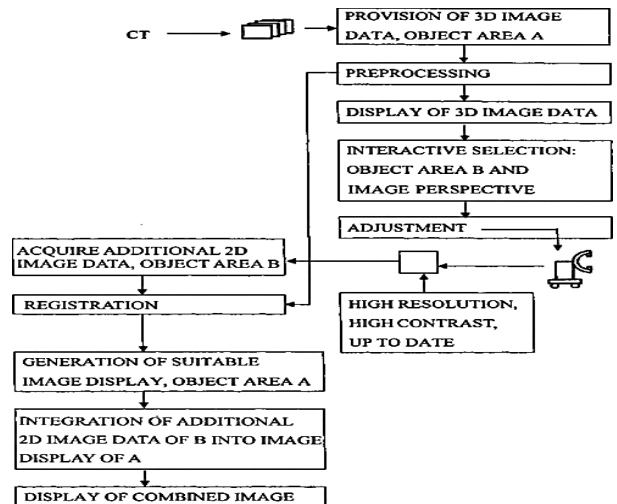 CT
PROVISION OF 3D IMAGE
DATA, OBJECT AREA A
PREPROCESSING
DISPLAY OF 3D IMAGE DATA
INTERACTIVE SELECTION:
OBJECT AREA B AND
IMAGE PERSPECTIVE
ADJUSTMENT
ACQUIRE ADDITIONAL 2D
IMAGE DATA, OBJECT AREA B
HIGH RESOLUTION,
HIGH CONTRAST,
UP TO DATE
REGISTRATION
GENERATION OF SUITABLE
IMAGE DISPLAY, OBJECT AREA A
INTEGRATION OF ADDITIONAL
2D IMAGE DATA OF B INTO IMAGE
DISPLAY OF A
DISPLAY OF COMBINED IMAGE